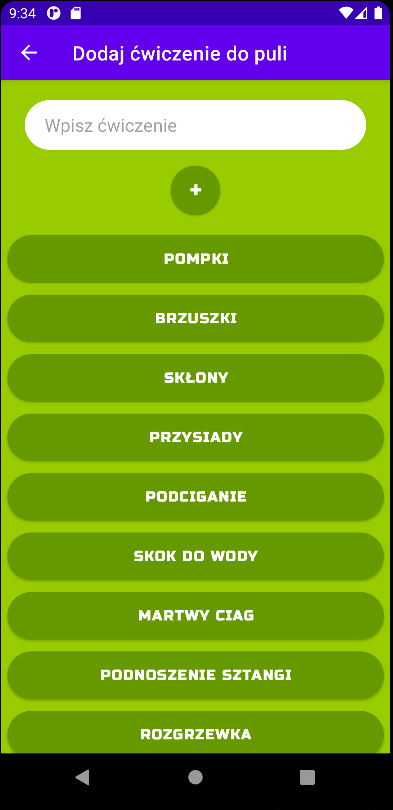 9:34
Dodaj ćwiczenie do puli
Wpisz ćwiczenie
+
POMPKI
BRZUSZKI
SKŁONY
PRZYSIADY
PODCIGANIE
SKOK DO WODY
MARTWY CIAG
PODNOSZENIE SZTANGI
ROZGRZEWKA